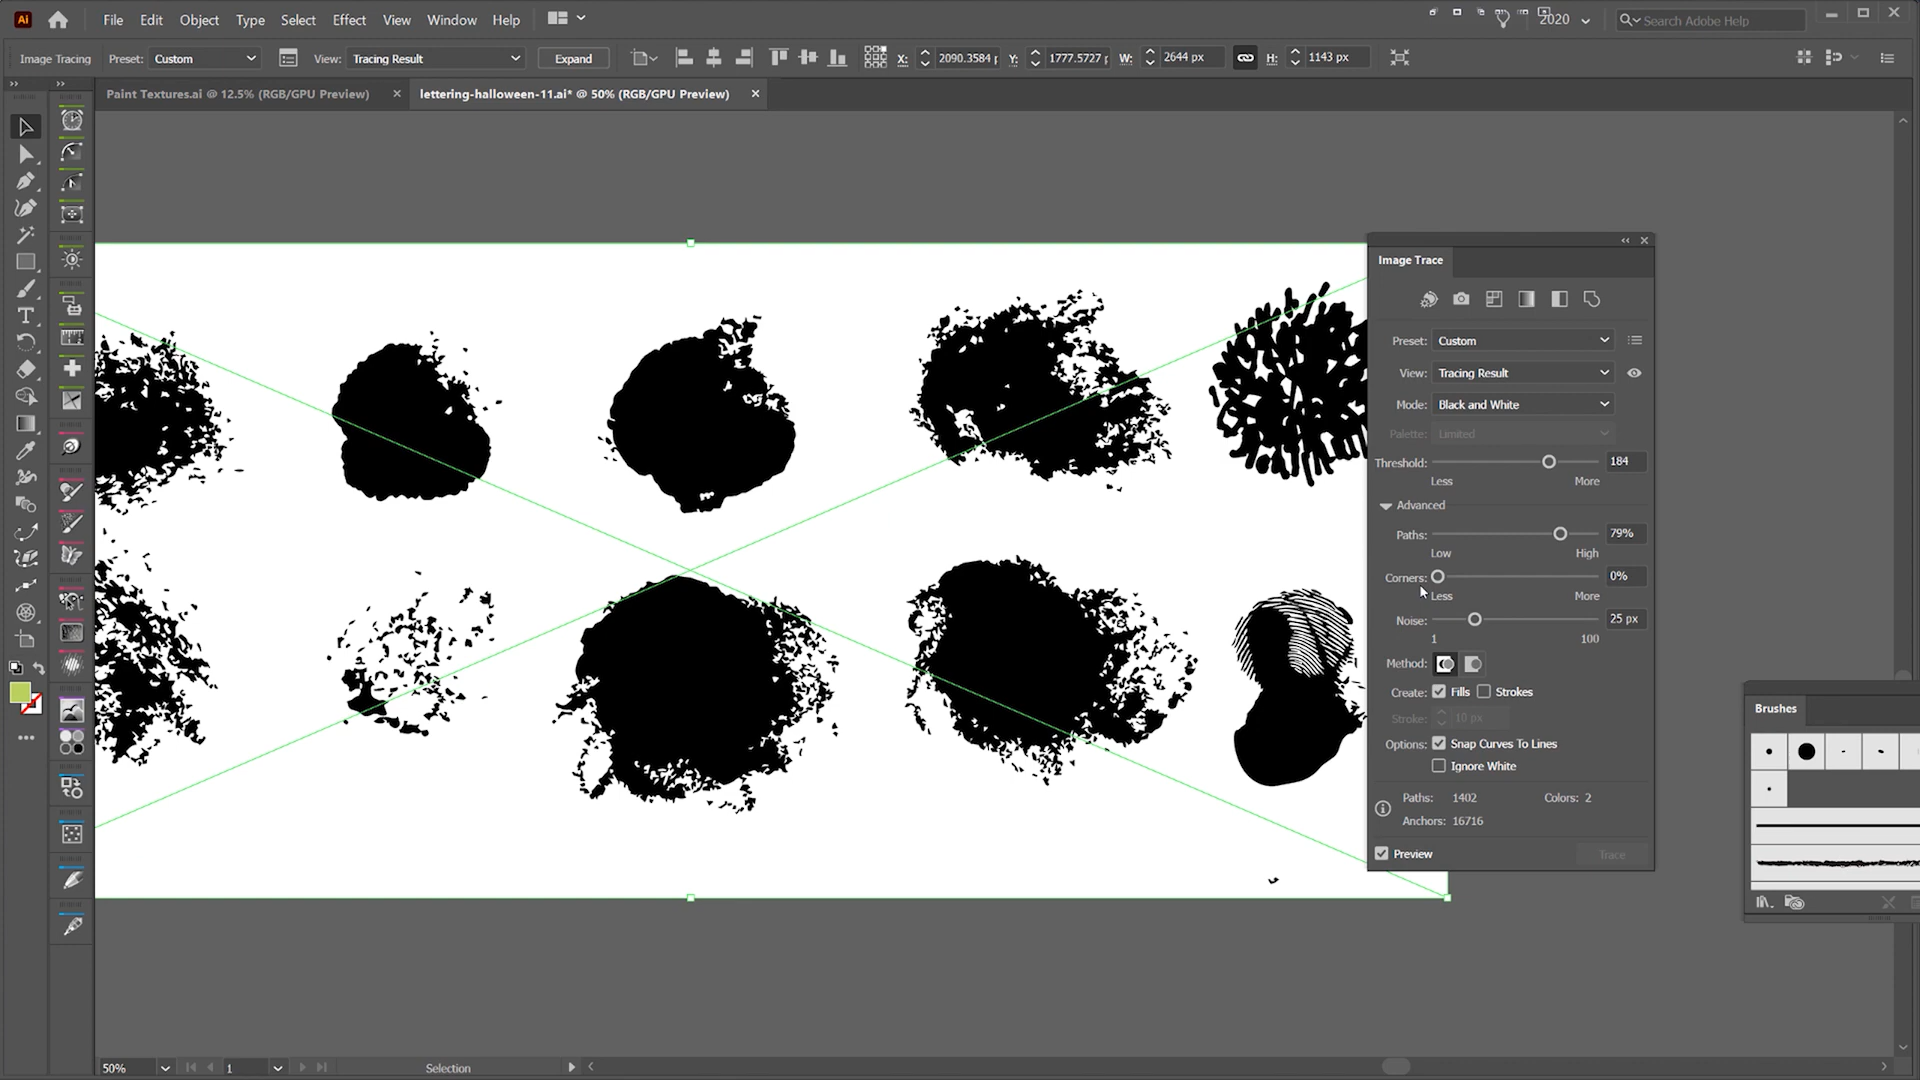 Ai File Edit Object Type Select Effect View Window Help 2020 Search Adobe Help
Image Tracing Preset: Custom View: Tracing Result Expand X: 2090.3584 Y: 1777.5727 W: 2644 px H: 1143 px
Paint Textures.ai @ 12.5% (RGB/GPU Preview) lettering-halloween-11.ai* @ 50% (RGB/GPU Preview)
Image Trace
Preset: Custom
View: Tracing Result
Mode: Black and White
Palette: Limited
Threshold: 184
Less More
Advanced
Paths: 79%
Low High
Corners: 0%
Less More
Noise: 25 px
1 100
Method:
Create: Fills Strokes
Stroke: 10 px
Options: Snap Curves To Lines
Ignore White
Paths: 1402 Colors: 2
Anchors: 16716
Preview Trace
Brushes
50% 1 Selection